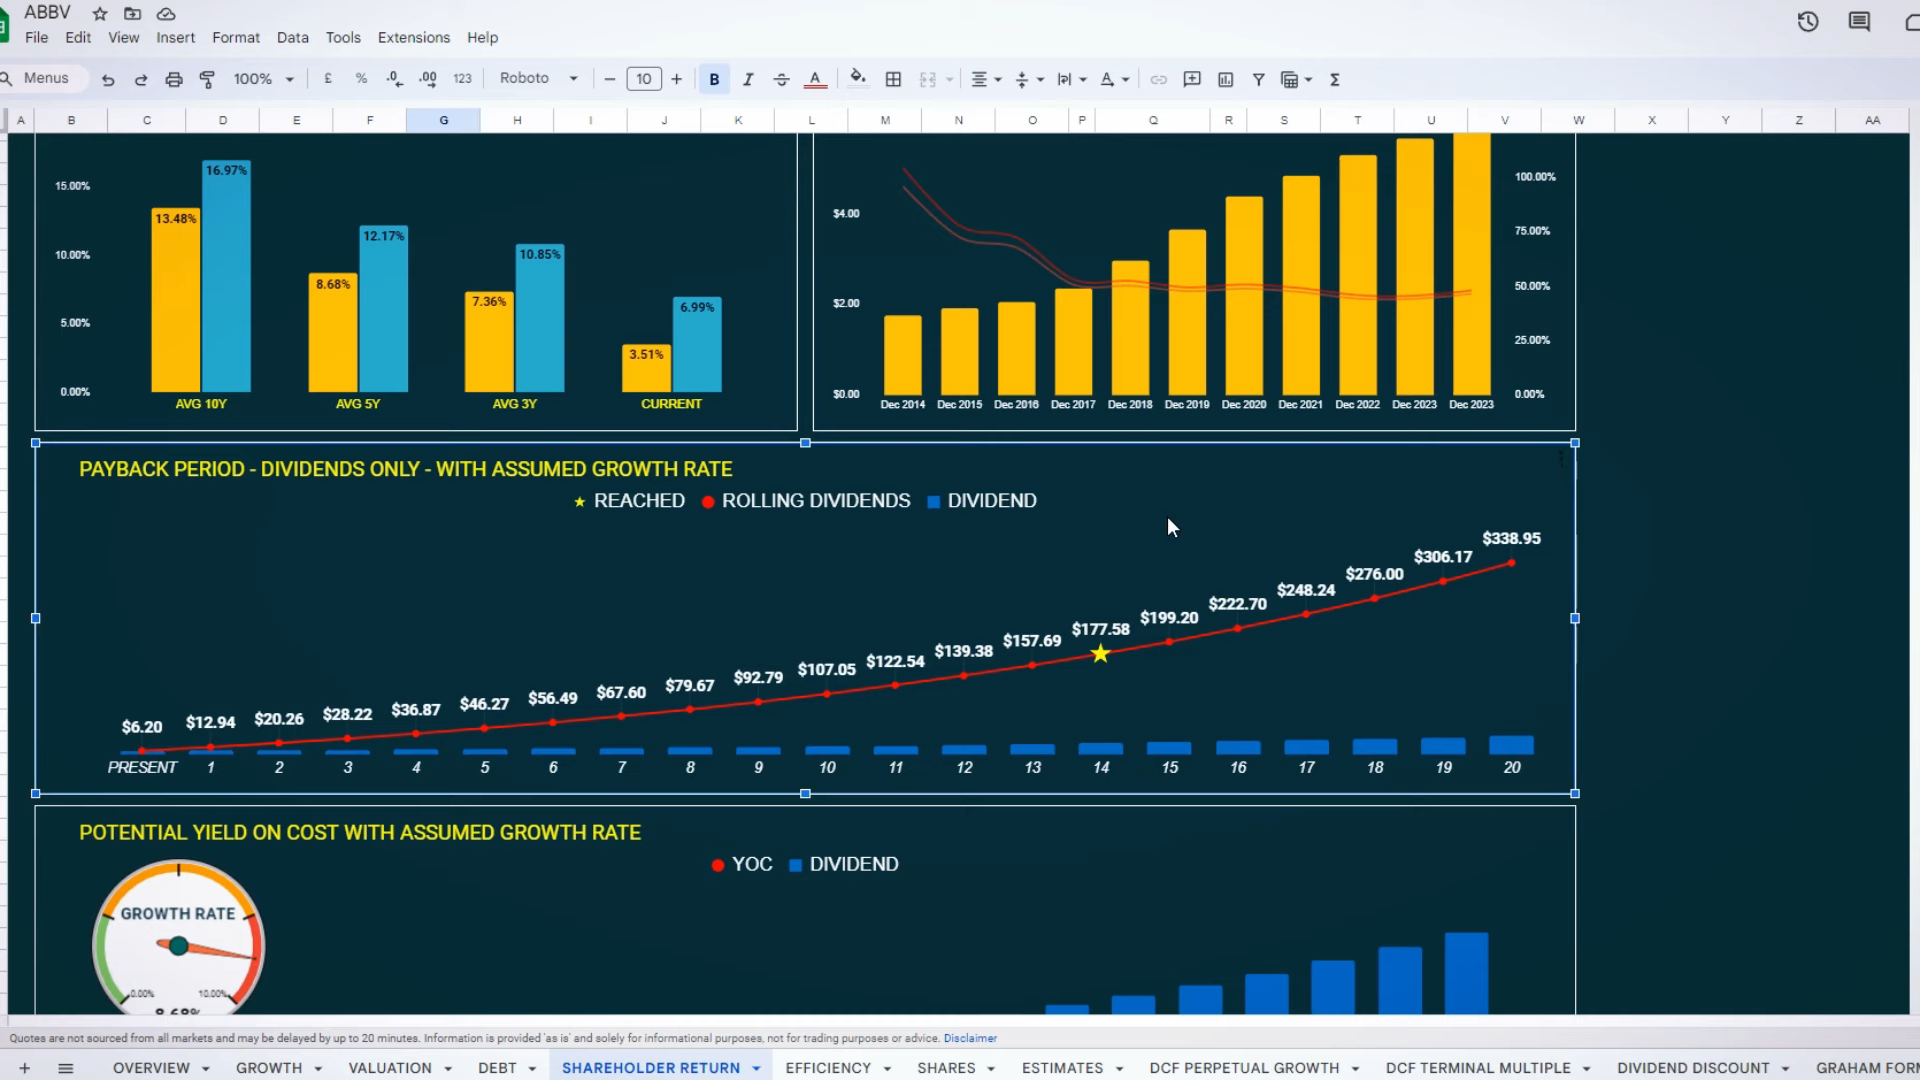 ABBV
File Edit View Insert Format Data Tools Extensions Help
Menus 100% £ % .0 .00 123 Roboto 10 B I A Σ
A B C D E F G H I J K L M N O P Q R S T U V W X Y Z AA
15.00%
10.00%
5.00%
0.00%
13.48% 16.97%
8.68% 12.17%
7.36% 10.85%
3.51% 6.99%
AVG 10Y AVG 5Y AVG 3Y CURRENT
$4.00
$2.00
$0.00
100.00%
75.00%
50.00%
25.00%
0.00%
Dec 2014 Dec 2015 Dec 2016 Dec 2017 Dec 2018 Dec 2019 Dec 2020 Dec 2021 Dec 2022 Dec 2023 Dec 2023
PAYBACK PERIOD - DIVIDENDS ONLY - WITH ASSUMED GROWTH RATE
REACHED ROLLING DIVIDENDS DIVIDEND
$6.20 $12.94 $20.26 $28.22 $36.87 $46.27 $56.49 $67.60 $79.67 $92.79 $107.05 $122.54 $139.38 $157.69 $177.58 $199.20 $222.70 $248.24 $276.00 $306.17 $338.95
PRESENT 1 2 3 4 5 6 7 8 9 10 11 12 13 14 15 16 17 18 19 20
POTENTIAL YIELD ON COST WITH ASSUMED GROWTH RATE
YOC DIVIDEND
GROWTH RATE
0.00% 10.00%
8.68%
Quotes are not sourced from all markets and may be delayed by up to 20 minutes. Information is provided 'as is' and solely for informational purposes, not for trading purposes or advice. Disclaimer
OVERVIEW GROWTH VALUATION DEBT SHAREHOLDER RETURN EFFICIENCY SHARES ESTIMATES DCF PERPETUAL GROWTH DCF TERMINAL MULTIPLE DIVIDEND DISCOUNT GRAHAM FORM